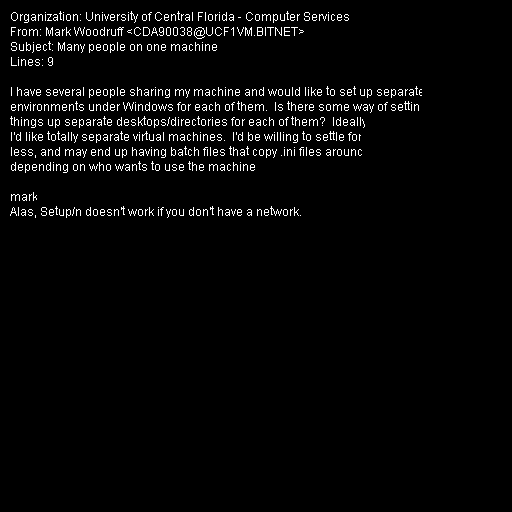 Organization: University of Central Florida - Computer Services
From: Mark Woodruff <CDA90038@UCF1VM.BITNET>
Subject: Many people on one machine
Lines: 9

I have several people sharing my machine and would like to set up separate
environments under Windows for each of them.  Is there some way of settin
things up separate desktops/directories for each of them?  Ideally
I'd like totally separate virtual machines.  I'd be willing to settle for
less, and may end up having batch files that copy .ini files around
depending on who wants to use the machine

mark
Alas, Setup/n doesn't work if you don't have a network.